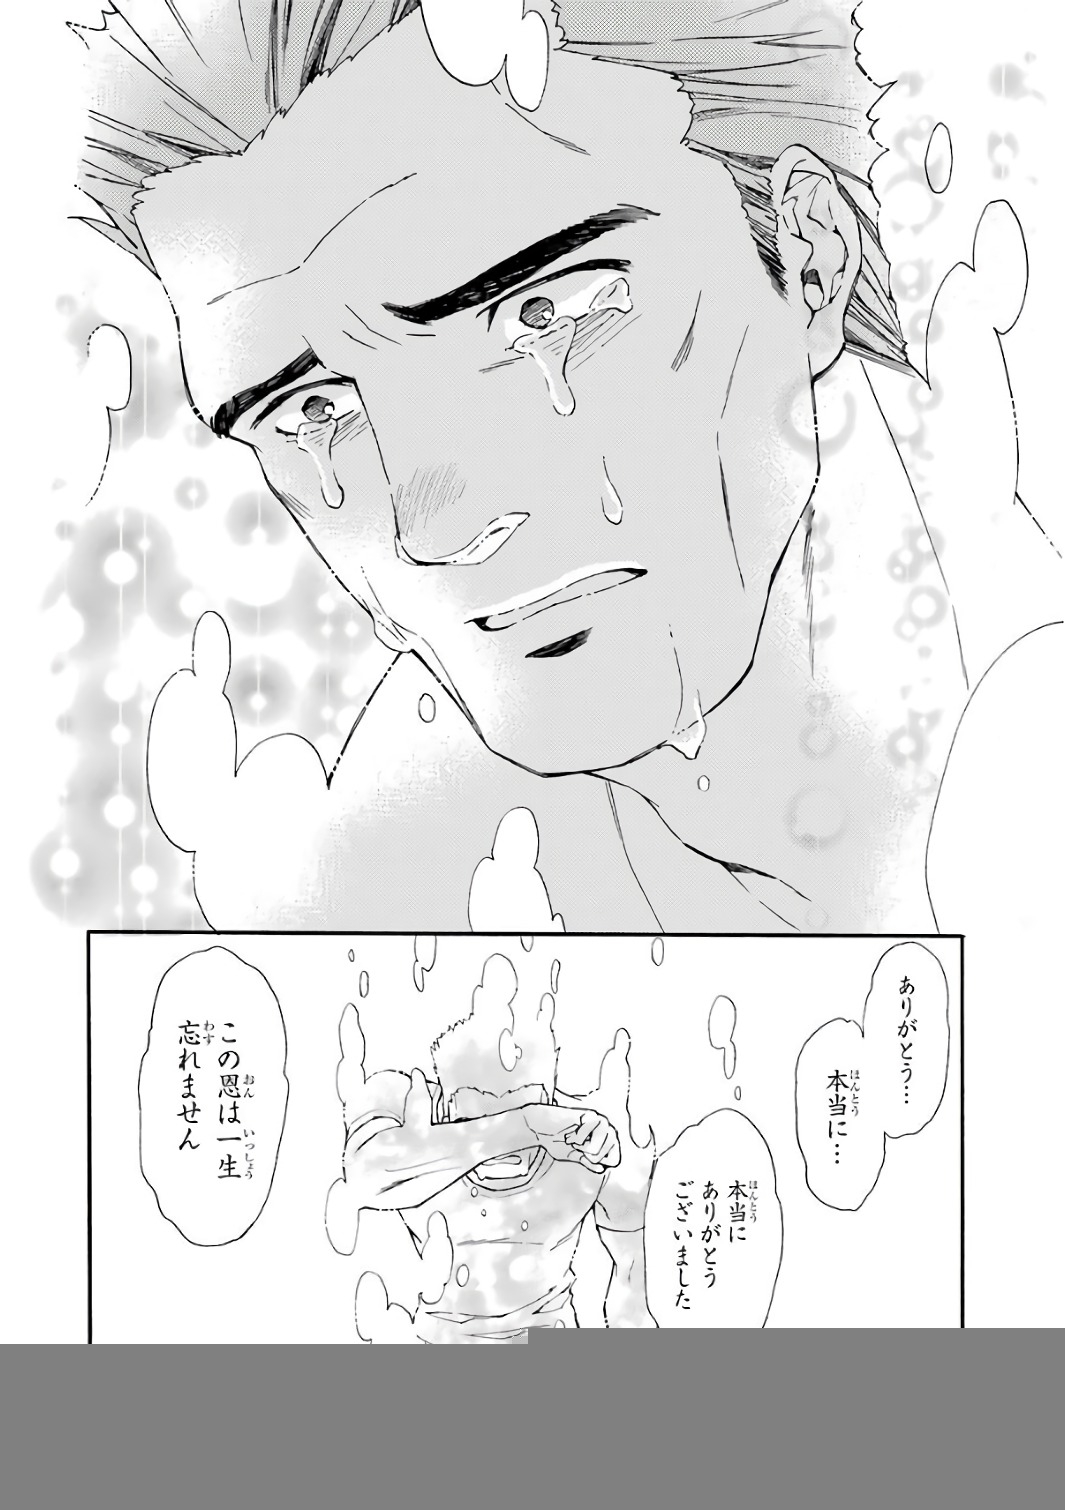 ありがとう…
本当に…
本当に
ありがとう
ございました
この恩は一生
忘れません